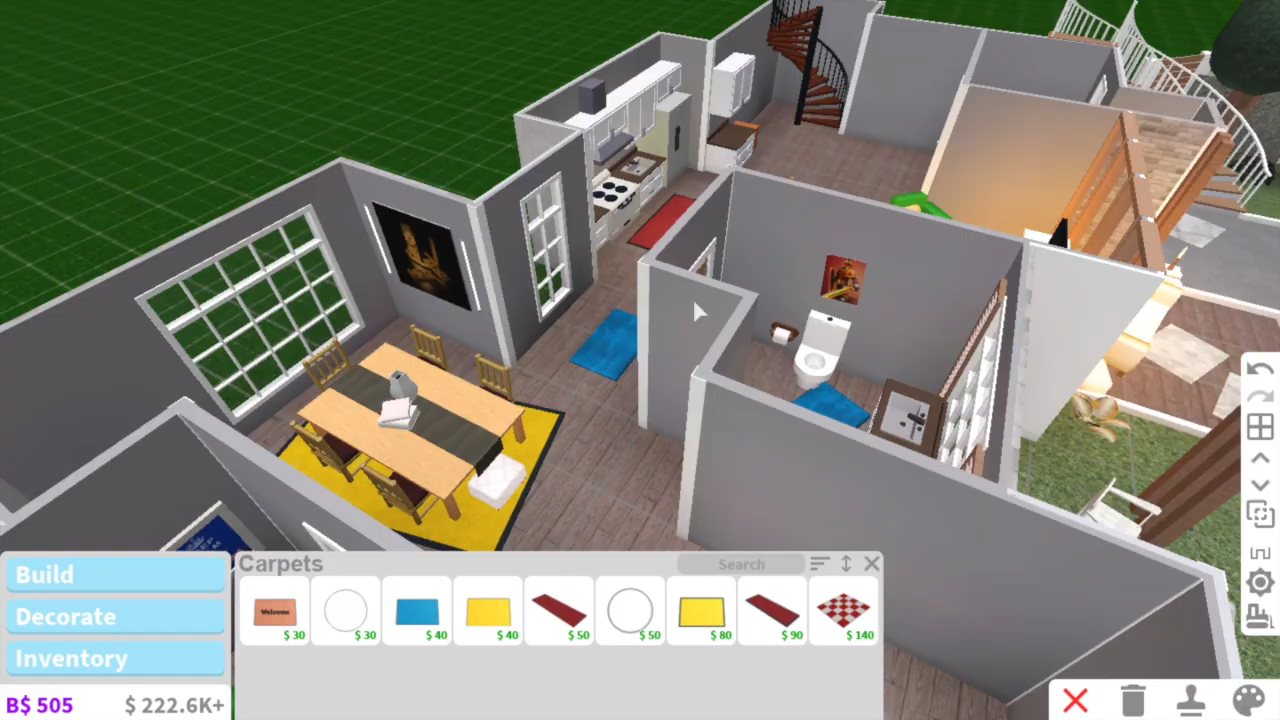 Build
Decorate
Inventory
B$ 505
$ 222.6K+
Carpets
Search
Welcome
$ 30
$ 30
$ 40
$ 40
$ 50
$ 50
$ 80
$ 90
$ 140